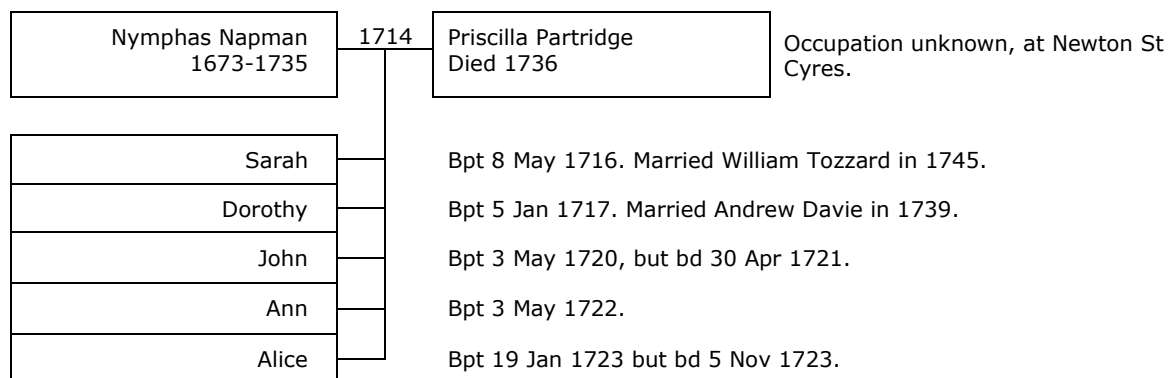 Nymphas Napman
1673-1735
1714
Priscilla Partridge
Died 1736
Occupation unknown, at Newton St
Cyres.
Sarah
Bpt 8 May 1716. Married William Tozzard in 1745.
Dorothy
Bpt 5 Jan 1717. Married Andrew Davie in 1739.
John
Bpt 3 May 1720, but bd 30 Apr 1721.
Ann
Bpt 3 May 1722.
Alice
Bpt 19 Jan 1723 but bd 5 Nov 1723.